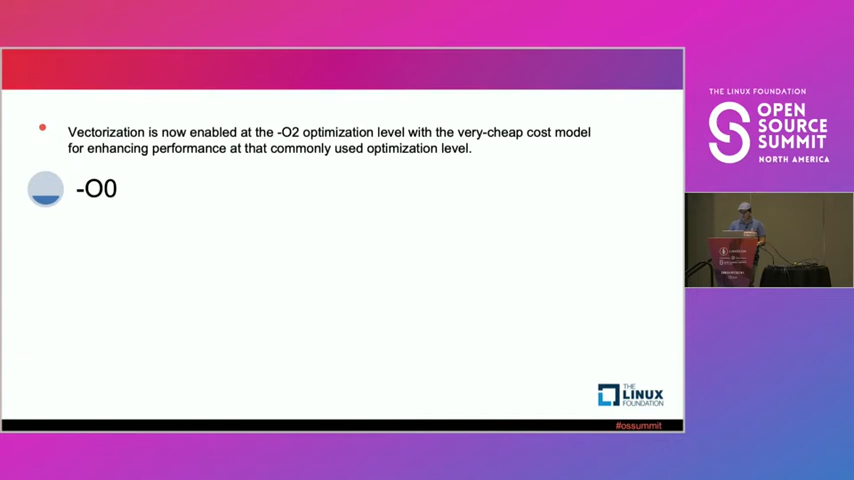 Vectorization is now enabled at the -O2 optimization level with the very-cheap cost model
for enhancing performance at that commonly used optimization level.
-O0
THE
LINUX
FOUNDATION
#ossummit
THE LINUX FOUNDATION
OPEN
SOURCE
SUMMIT
NORTH AMERICA